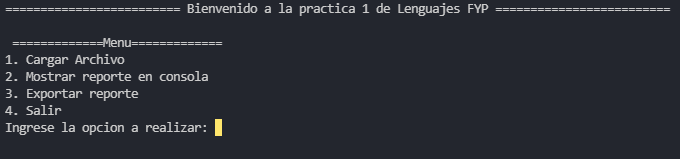 ========================= Bienvenido a la practica 1 de Lenguajes FYP =========================
=============Menu=============
1. Cargar Archivo
2. Mostrar reporte en consola
3. Exportar reporte
4. Salir
Ingrese la opcion a realizar: